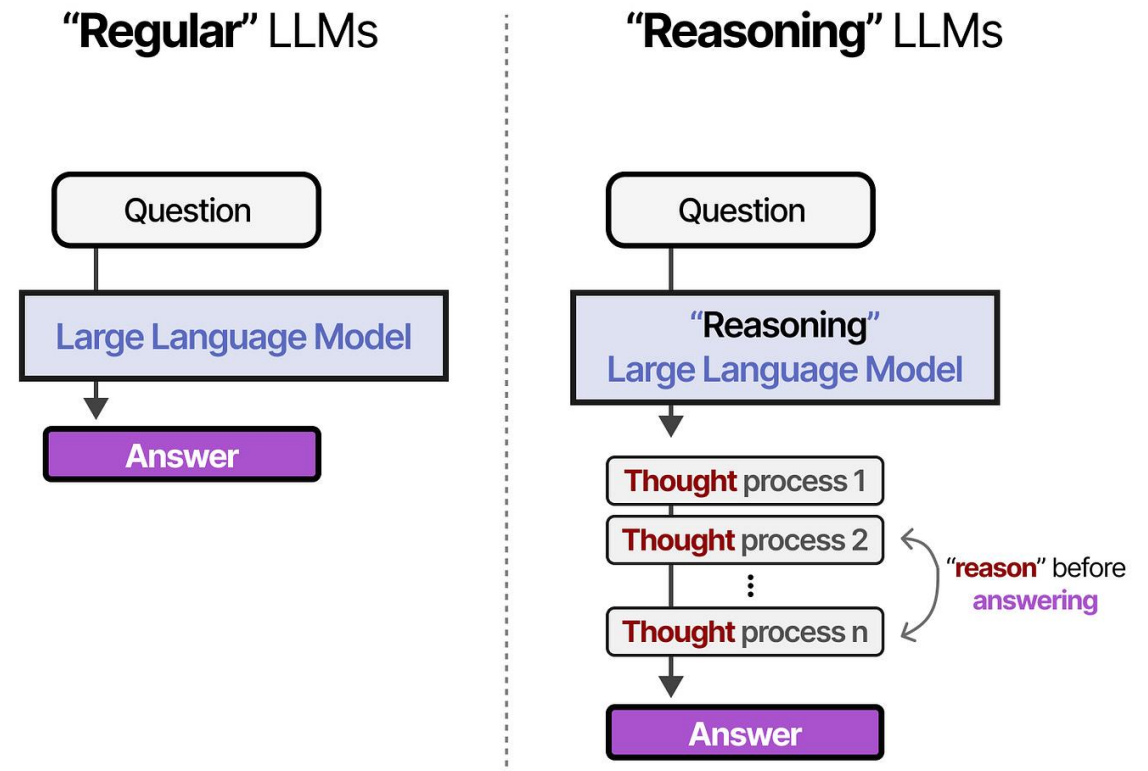 “Regular” LLMs
Question
Large Language Model
Answer
“Reasoning” LLMs
Question
“Reasoning”
Large Language Model
Thought process 1
Thought process 2
⋮
Thought process n
“reason” before
answering
Answer